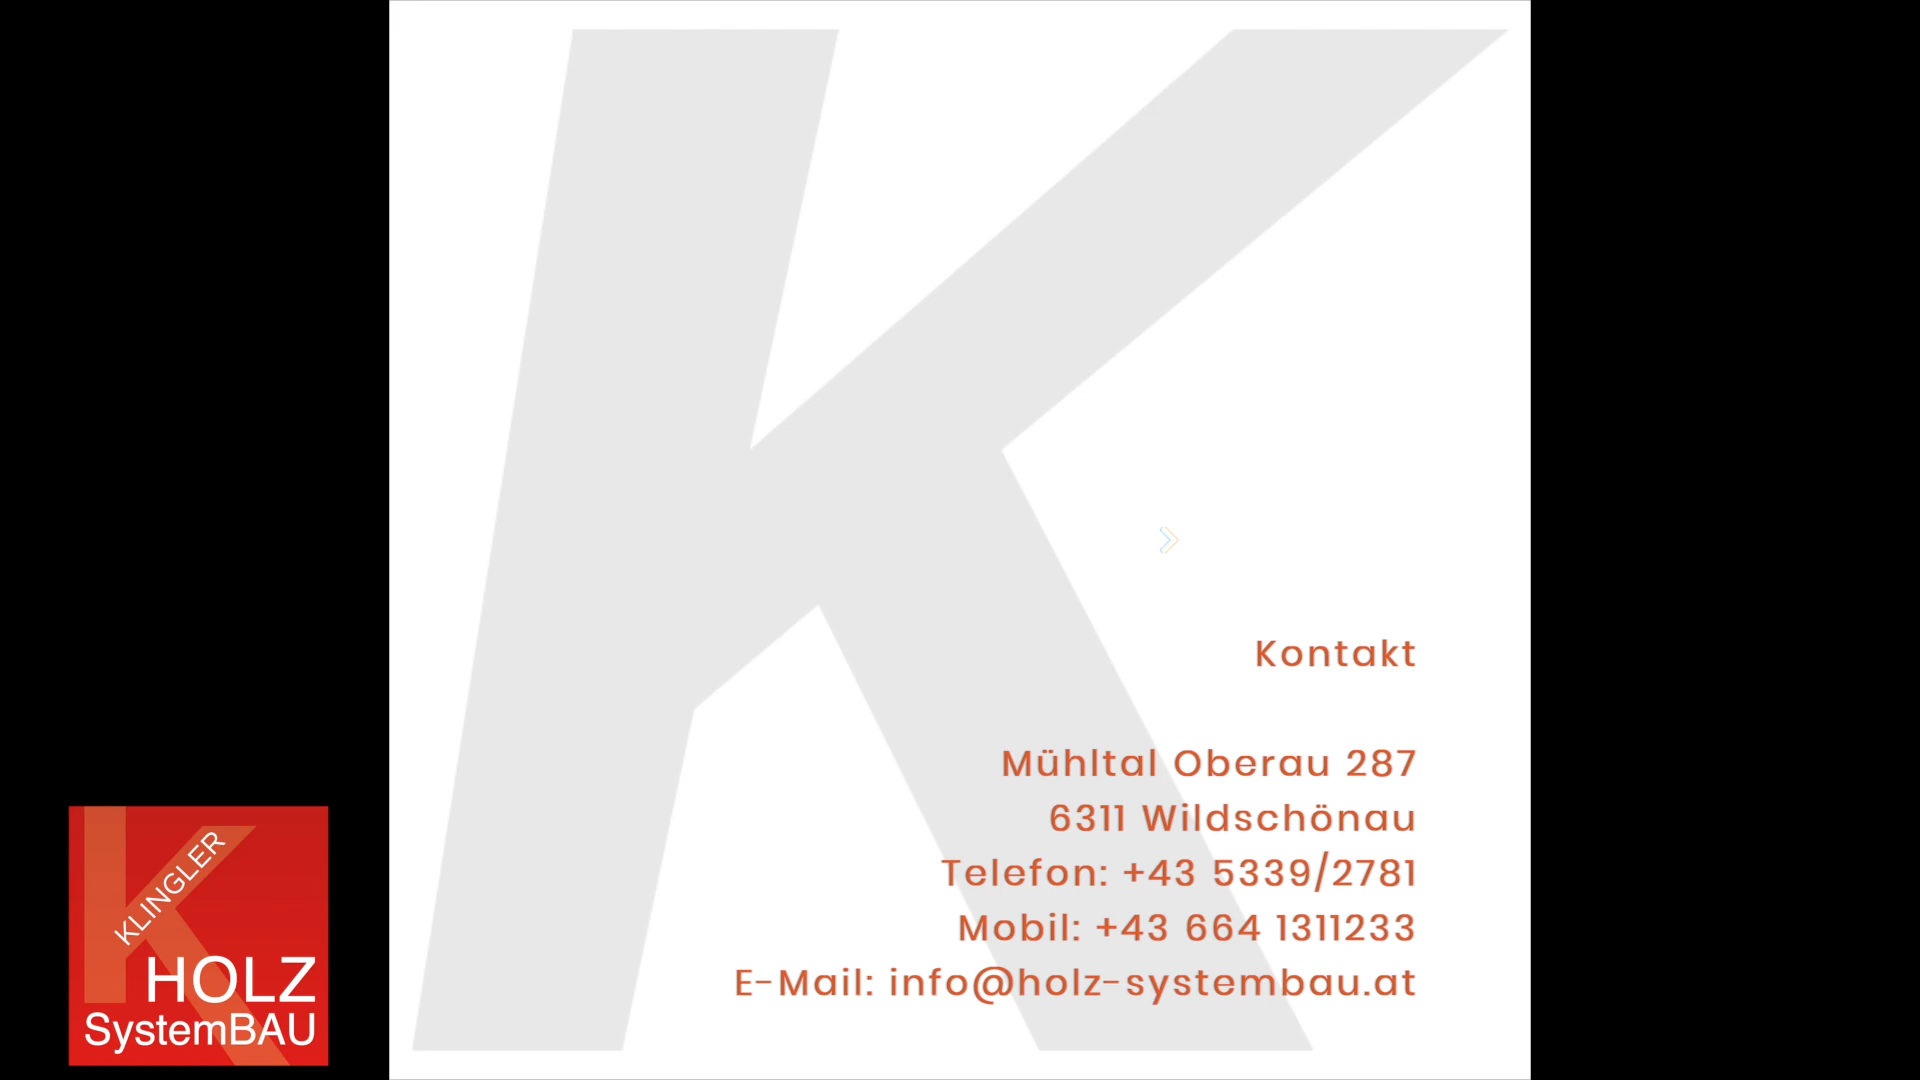 Kontakt
Mühltal Oberau 287
6311 Wildschönau
Telefon: +43 5339/2781
Mobil: +43 664 1311233
E-Mail: info@holz-systembau.at
KLINGLER
HOLZ
SystemBAU